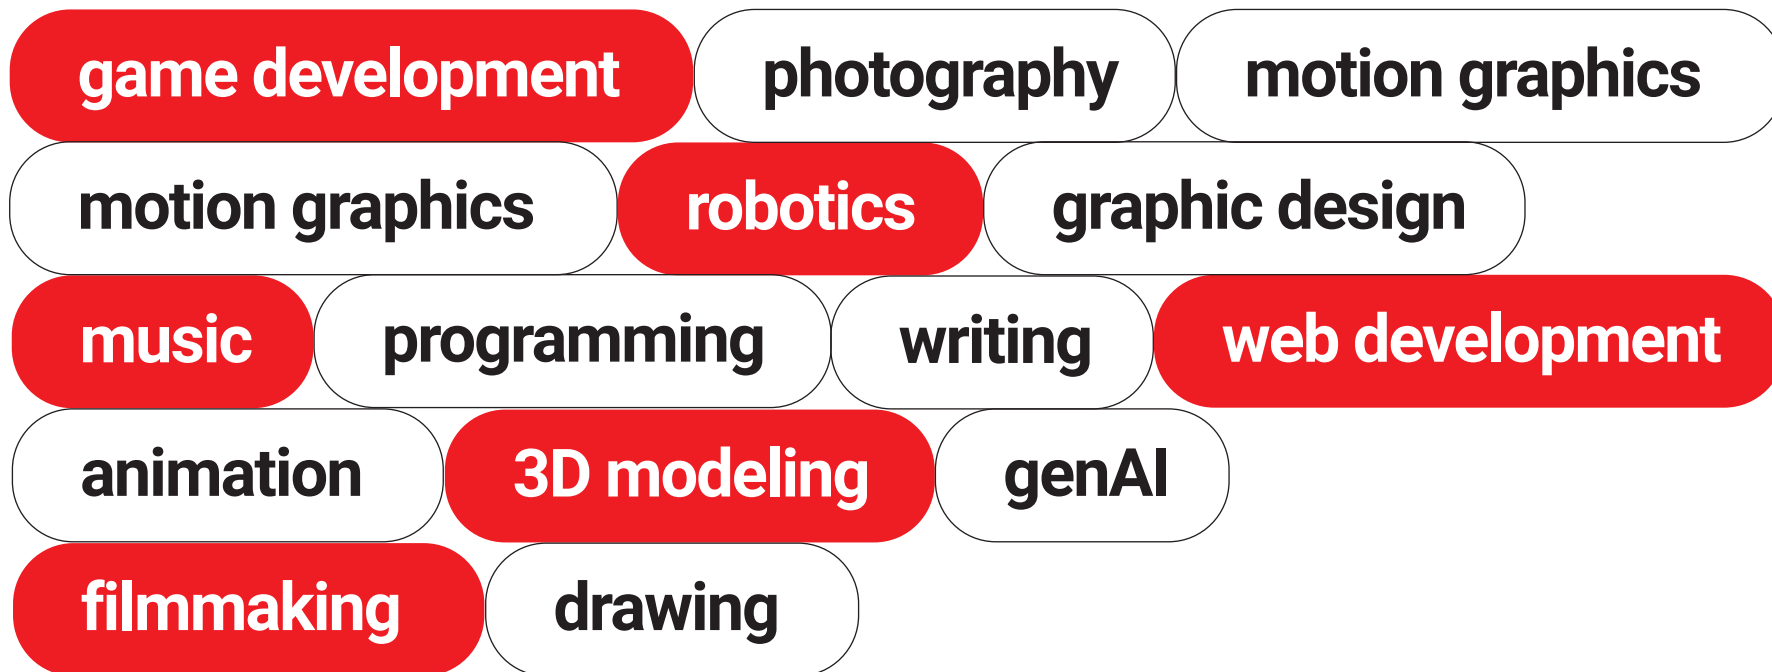 game development photography motion graphics
motion graphics robotics graphic design
music programming writing web development
animation 3D modeling genAI
filmmaking drawing